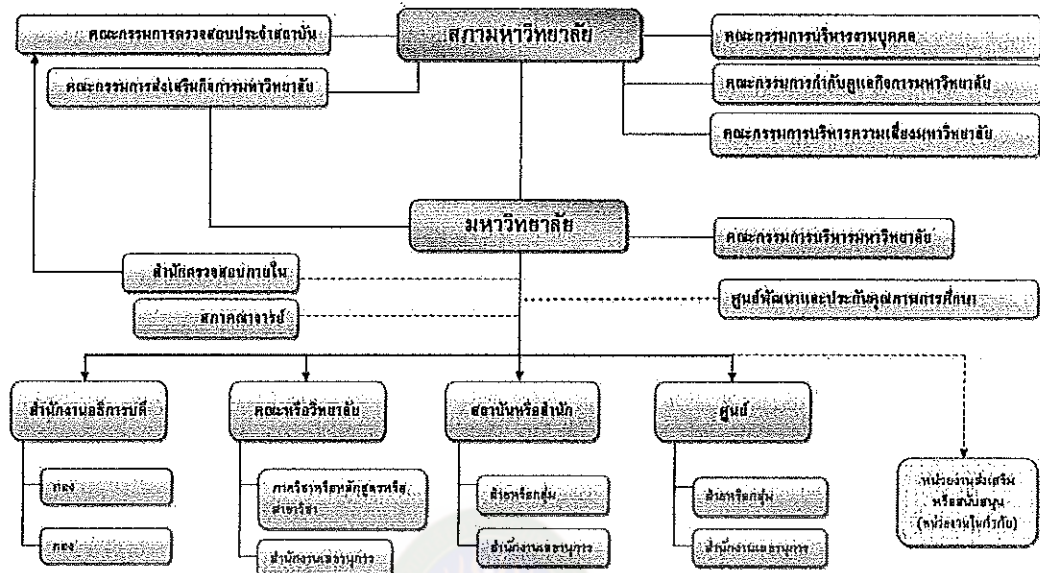 คณะกรรมการตรวจสอบประจำสถาบัน
สภามหาวิทยาลัย
คณะกรรมการบริหารงานบุคคล
คณะกรรมการส่งเสริมกิจการมหาวิทยาลัย
คณะกรรมการกำกับดูแลกิจการมหาวิทยาลัย
คณะกรรมการบริหารความเสี่ยงมหาวิทยาลัย
มหาวิทยาลัย
คณะกรรมการบริหารมหาวิทยาลัย
สำนักตรวจสอบภายใน
ศูนย์พัฒนาและประกันคุณภาพการศึกษา
สภาคณาจารย์
สำนักงานอธิการบดี
คณะหรือวิทยาลัย
สถาบันหรือสำนัก
ศูนย์
กอง
ภาควิชาหรือหลักสูตรหรือ
สาขาวิชา
ฝ่ายหรือกลุ่ม
ฝ่ายหรือกลุ่ม
หน่วยงานส่งเสริม
หรือสนับสนุน
(หน่วยงานในกำกับ)
กอง
สำนักงานเลขานุการ
สำนักงานเลขานุการ
สำนักงานเลขานุการ